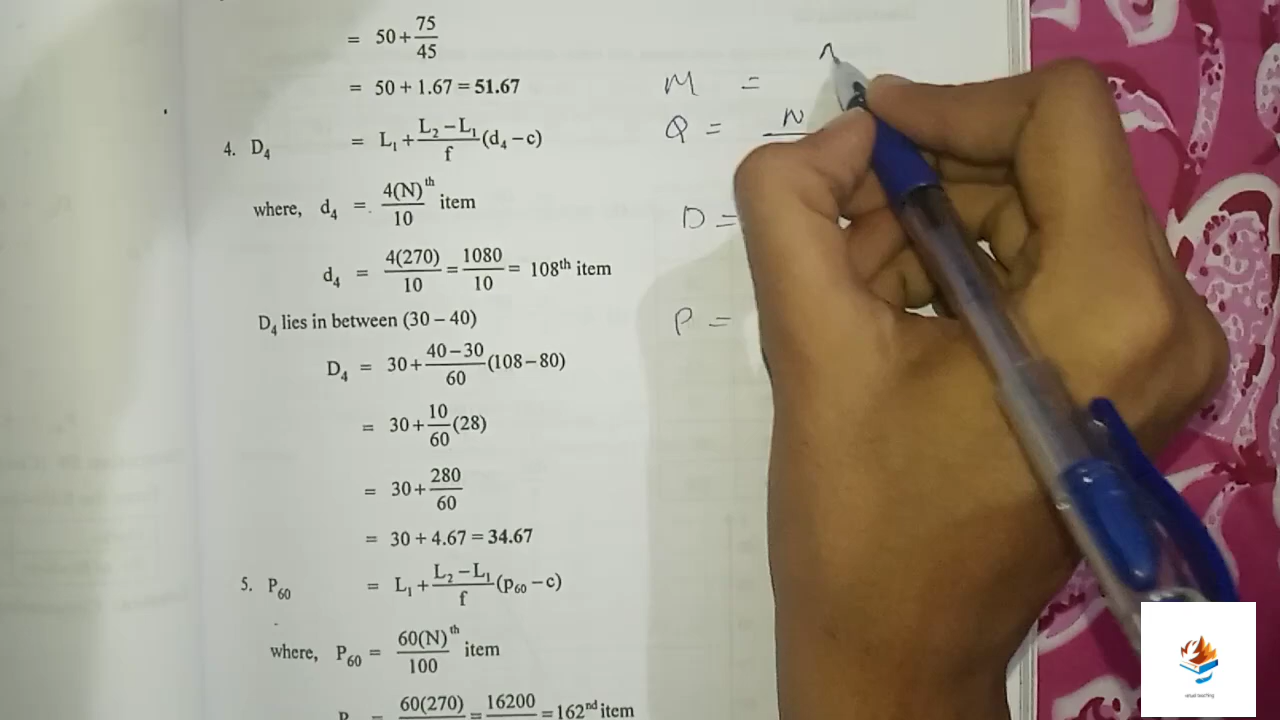 = 50 + 75/45
= 50 + 1.67 = 51.67
4. D₄ = L₁ + (L₂ – L₁)/f (d₄ – c)
where, d₄ = 4(N)/10 th item
d₄ = 4(270)/10 = 1080/10 = 108th item
D₄ lies in between (30 – 40)
D₄ = 30 + (40 – 30)/60 (108 – 80)
= 30 + 10/60 (28)
= 30 + 280/60
= 30 + 4.67 = 34.67
5. P₆₀ = L₁ + (L₂ – L₁)/f (p₆₀ – c)
where, P₆₀ = 60(N)/100 th item
60(270) = 16200 = 162nd item
M =
Q = N
D =
P =